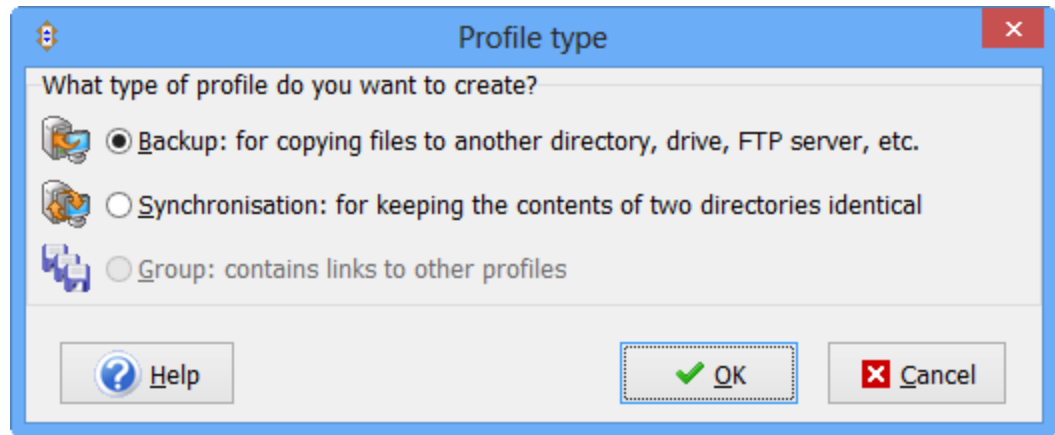 Profile type
What type of profile do you want to create?
Backup: for copying files to another directory, drive, FTP server, etc.
Synchronisation: for keeping the contents of two directories identical
Group: contains links to other profiles
Help
OK
Cancel